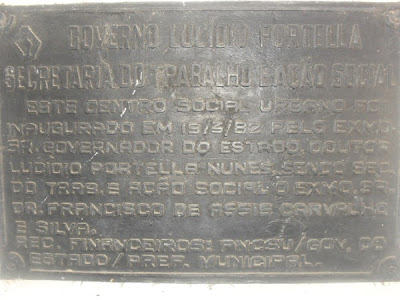 GOVERNO LUCIDIO PORTELLA
SECRETARIA DO TRABALHO E AÇÃO SOCIAL
ESTE CENTRO SOCIAL URBANO FOI
INAUGURADO EM 19/3/82 PELO EXMO
SR. GOVERNADOR DO ESTADO, DOUTOR
LUCIDIO PORTELLA NUNES, SENDO SEC.
DO TRAB. E AÇÃO SOCIAL O EXMO. SR.
DR. FRANCISCO DE ASSIS CARVALHO
E SILVA.
REC. FINANCEIROS: PNCSU/GOV. DO
ESTADO/ PREF. MUNICIPAL.